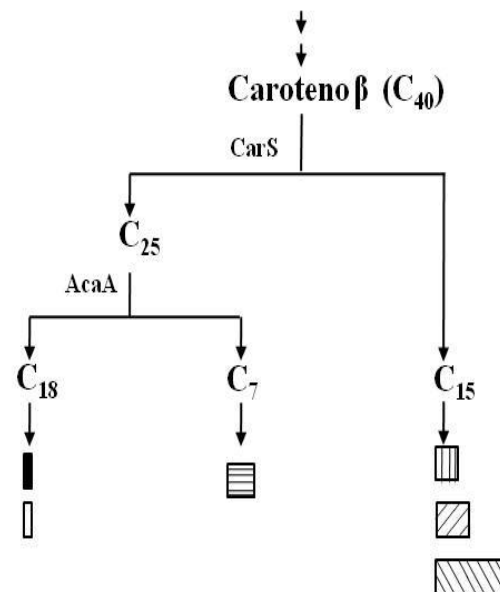 Caroteno β (C₄₀)
CarS
C₂₅
AcaA
C₁₈ C₇ C₁₅